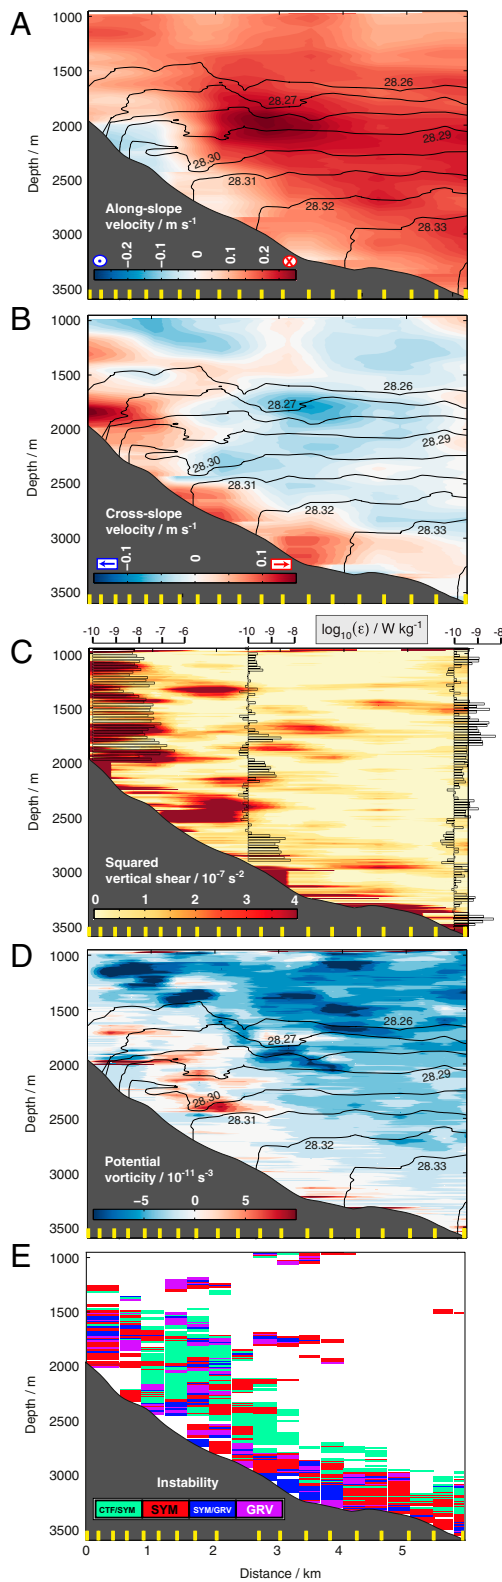 A
1000
1500
2000
2500
3000
3500
Depth / m
28.26
28.27
28.29
28.30
28.31
28.32
28.33
Along-slope
velocity / m s-1
-0.2
-0.1
0
0.1
0.2
B
1000
1500
2000
2500
3000
3500
Depth / m
28.26
28.27
28.29
28.30
28.31
28.32
28.33
Cross-slope
velocity / m s-1
-0.1
0
0.1
log10(ε) / W kg-1
-10 -9 -8 -7 -6 -10 -9 -8 -10 -9 -8
C
1000
1500
2000
2500
3000
3500
Depth / m
Squared
vertical shear / 10-7 s-2
0 1 2 3 4
D
1000
1500
2000
2500
3000
3500
Depth / m
28.26
28.27
28.29
28.30
28.31
28.32
28.33
Potential
vorticity / 10-11 s-3
-5 0 5
E
1000
1500
2000
2500
3000
3500
Depth / m
Instability
CTF/SYM SYM SYM/GRV GRV
0 1 2 3 4 5 6
Distance / km